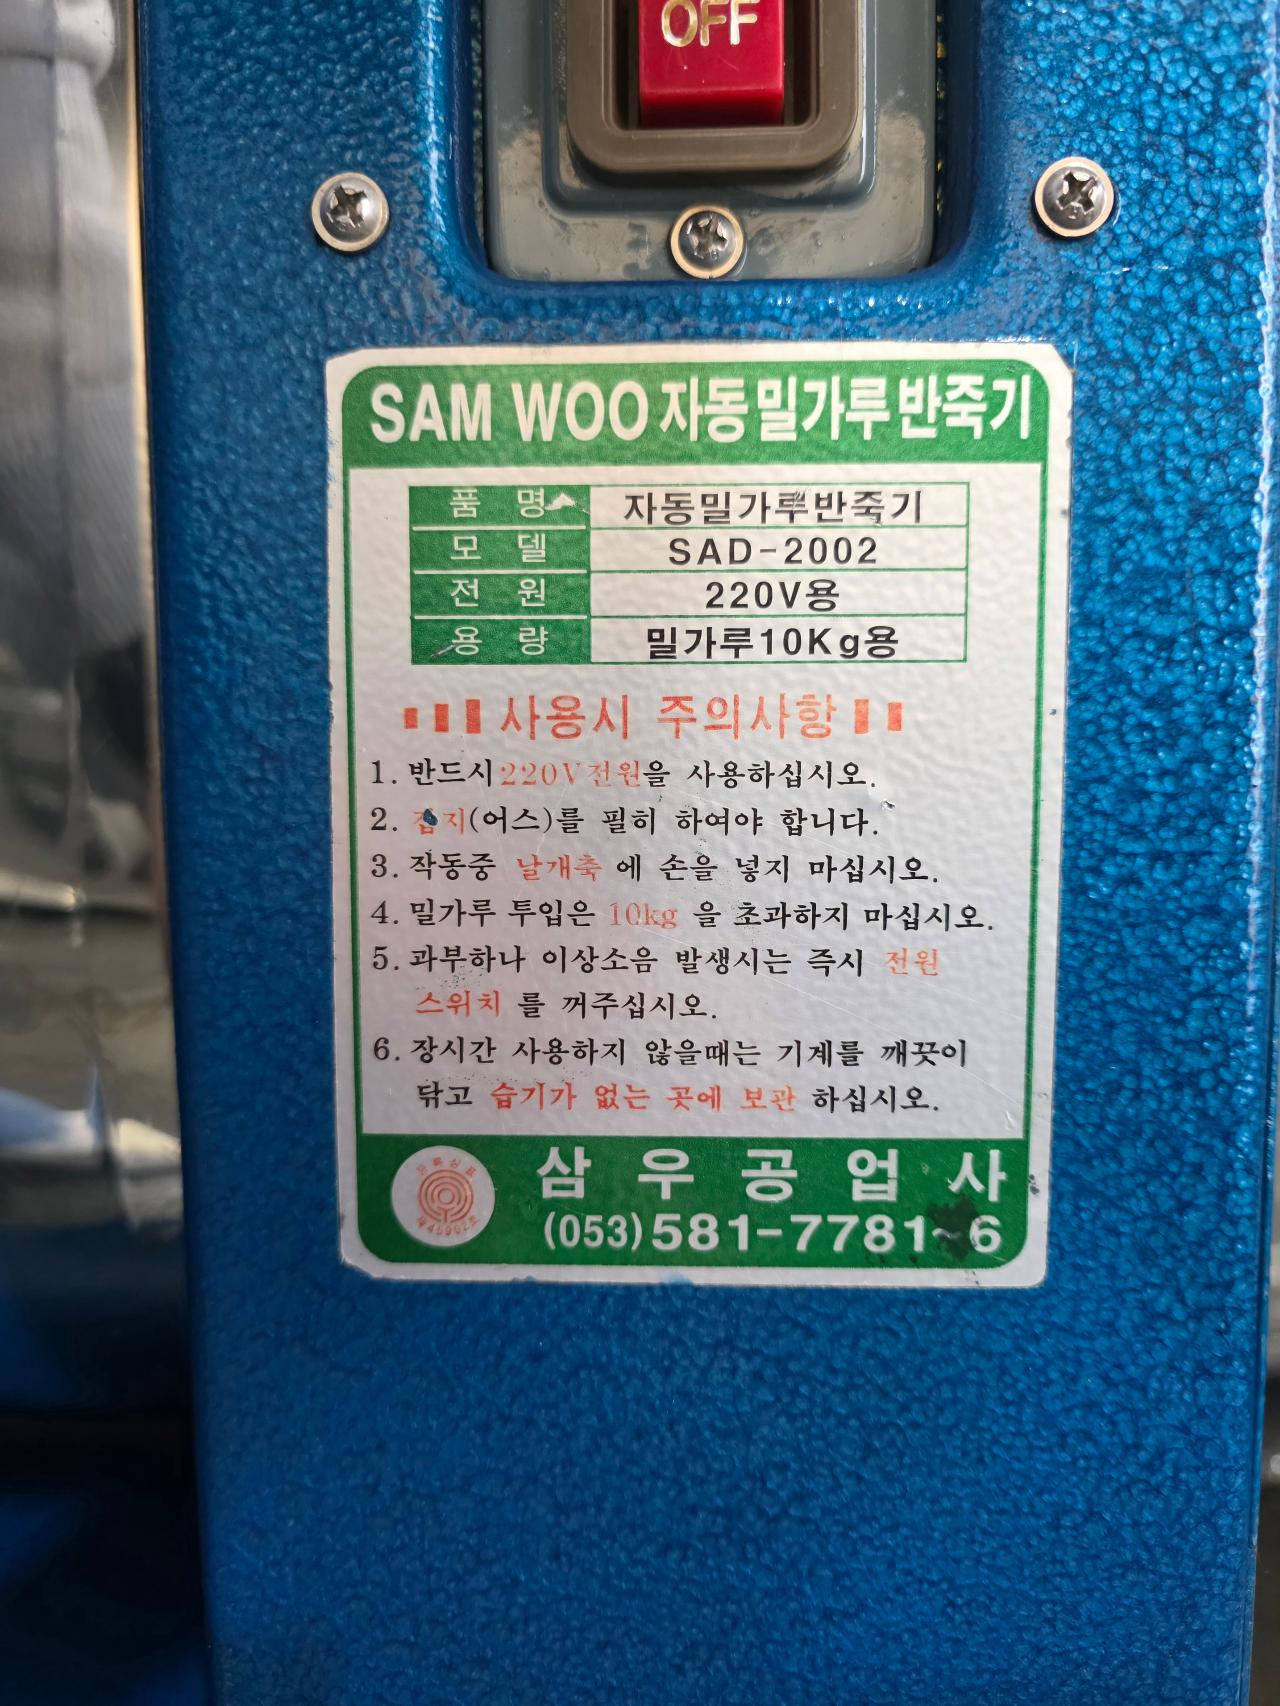 OFF
SAM WOO 자동밀가루반죽기
품 명 자동밀가루반죽기
모 델 SAD-2002
전 원 220V용
용 량 밀가루10Kg용
사용시 주의사항
1. 반드시 220V전원을 사용하십시오.
2. 접지(어스)를 필히 하여야 합니다.
3. 작동중 날개축 에 손을 넣지 마십시오.
4. 밀가루 투입은 10kg 을 초과하지 마십시오.
5. 과부하나 이상소음 발생시는 즉시 전원
스위치 를 꺼주십시오.
6. 장시간 사용하지 않을때는 기계를 깨끗이
닦고 습기가 없는 곳에 보관 하십시오.
삼 우 공 업 사
(053)581-7781~6